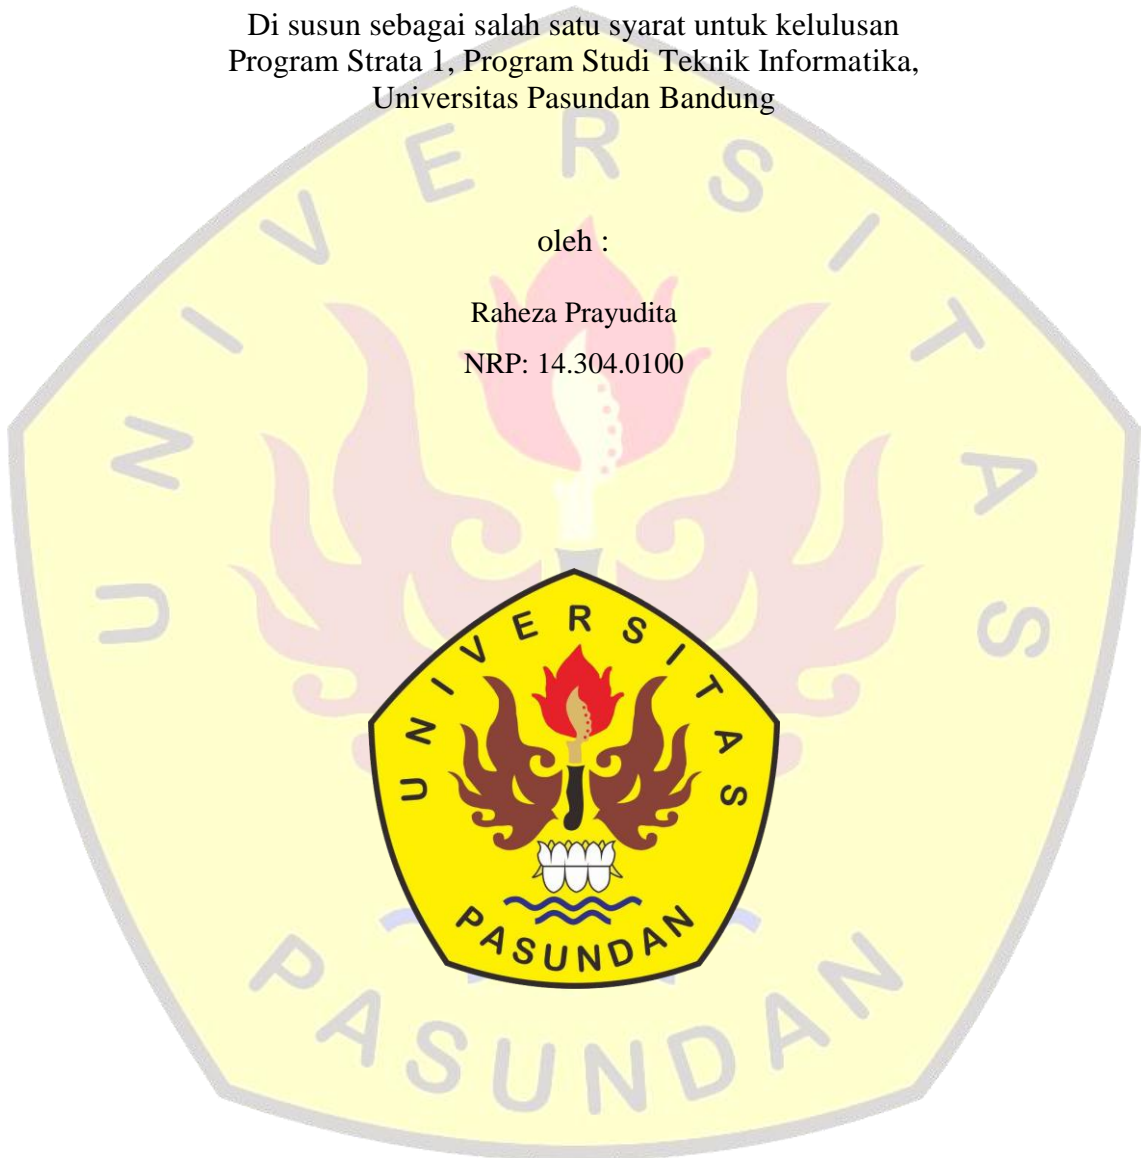 Di susun sebagai salah satu syarat untuk kelulusan
Program Strata 1, Program Studi Teknik Informatika,
Universitas Pasundan Bandung
oleh :
Raheza Prayudita
NRP: 14.304.0100
UNIVERSITAS
PASUNDAN
UNIVERSITAS
PASUNDAN